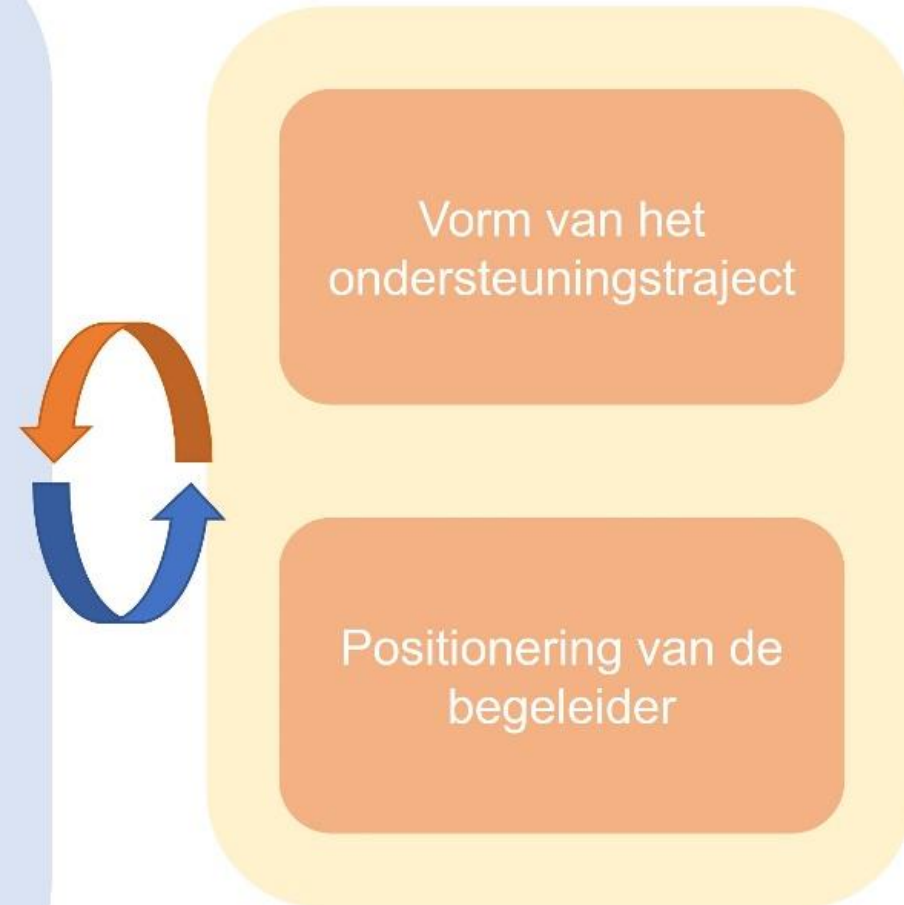 Vorm van het
ondersteuningstraject
Positionering van de
begeleider